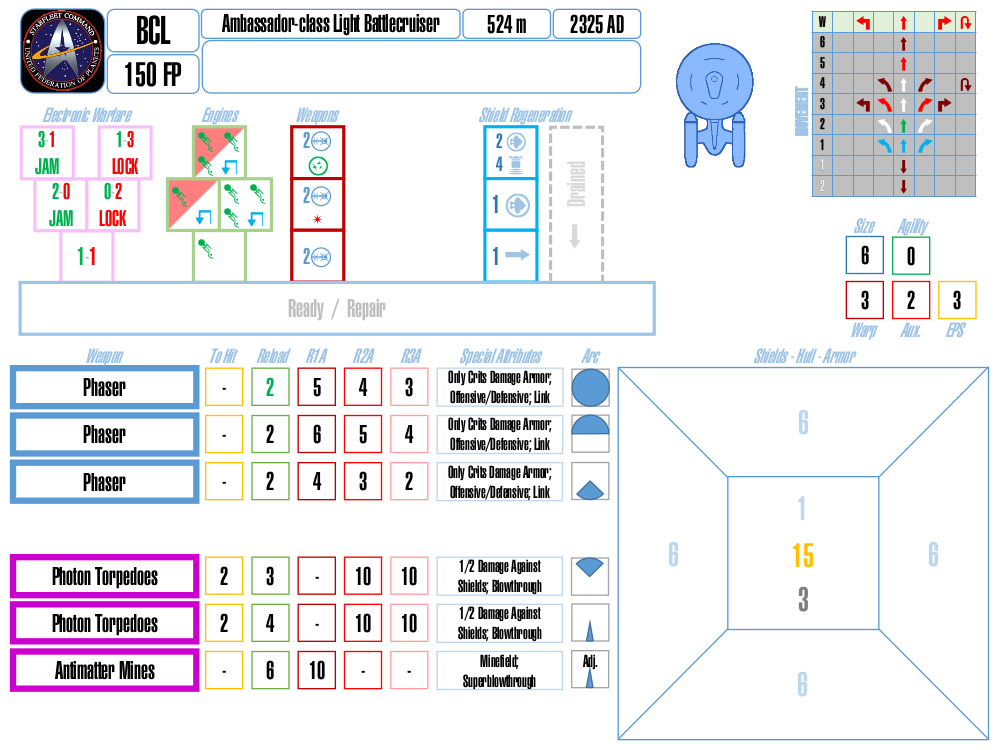 STARFLEET COMMAND
UNITED FEDERATION OF PLANETS
BCL
Ambassador-class Light Battlecruiser
524 m
2325 AD
150 FP
W
6
5
4
3
2
1
1
2
MOVEMENT
Electronic Warfare
Engines
Weapons
Shield Regeneration
3-1
JAM
1-3
LOCK
2-0
JAM
0-2
LOCK
1-1
2
2
2
2
4
1
1
Drained
Ready / Repair
Size
Agility
6
0
3
2
3
Warp
Aux.
EPS
Weapon
To Hit
Reload
R1A
R2A
R3A
Special Attributes
Arc
Phaser
-
2
5
4
3
Only Crits Damage Armor;
Offensive/Defensive; Link
Phaser
-
2
6
5
4
Only Crits Damage Armor;
Offensive/Defensive; Link
Phaser
-
2
4
3
2
Only Crits Damage Armor;
Offensive/Defensive; Link
Photon Torpedoes
2
3
-
10
10
1/2 Damage Against
Shields; Blowthrough
Photon Torpedoes
2
4
-
10
10
1/2 Damage Against
Shields; Blowthrough
Antimatter Mines
-
6
10
-
-
Minefield;
Superblowthrough
Adj.
Shields - Hull - Armor
6
1
6
15
6
3
6